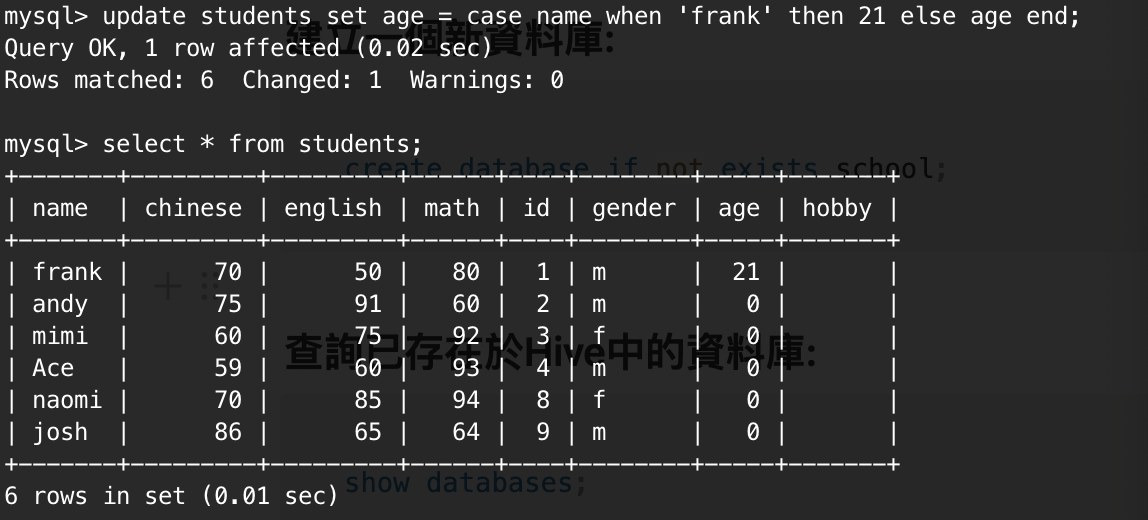 mysql> update students set age = case name when 'frank' then 21 else age end;
建立一個新資料庫:
Query OK, 1 row affected (0.02 sec)
Rows matched: 6  Changed: 1  Warnings: 0
mysql> select * from students;
create database if not exists school;
+-------+---------+---------+------+----+--------+-----+-------+
| name  | chinese | english | math | id | gender | age | hobby |
+-------+---------+---------+------+----+--------+-----+-------+
| frank |      70 |      50 |   80 |  1 | m      |  21 |       |
| andy  |      75 |      91 |   60 |  2 | m      |   0 |       |
| mimi  |      60 |      75 |   92 |  3 | f      |   0 |       |
查詢已存在於Hive中的資料庫:
| Ace   |      59 |      60 |   93 |  4 | m      |   0 |       |
| naomi |      70 |      85 |   94 |  8 | f      |   0 |       |
| josh  |      86 |      65 |   64 |  9 | m      |   0 |       |
+-------+---------+---------+------+----+--------+-----+-------+
show databases;
6 rows in set (0.01 sec)